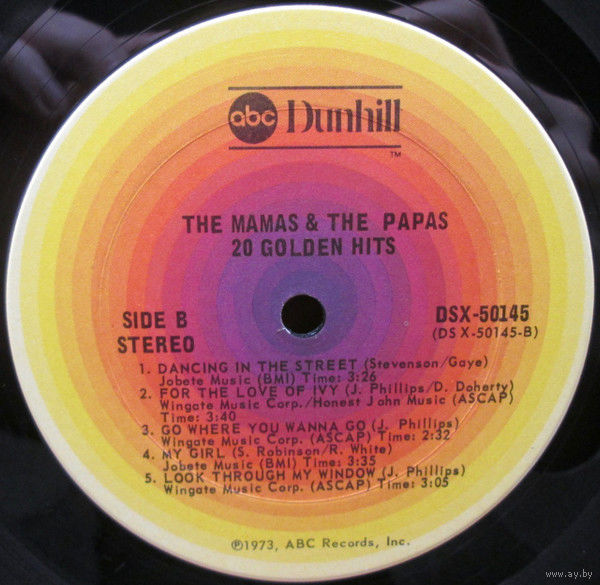 abc Dunhill
™
THE MAMAS & THE PAPAS
20 GOLDEN HITS
SIDE B
STEREO
DSX-50145
(DSX-50145-B)
1. DANCING IN THE STREET (Stevenson/Gaye)
Jobete Music (BMI) Time: 3:26
2. FOR THE LOVE OF IVY (J. Phillips/D. Doherty)
Wingate Music Corp./Honest John Music (ASCAP)
Time: 3:40
3. GO WHERE YOU WANNA GO (J. Phillips)
Wingate Music Corp. (ASCAP) Time: 2:32
4. MY GIRL (S. Robinson/R. White)
Jobete Music (BMI) Time: 3:35
5. LOOK THROUGH MY WINDOW (J. Phillips)
Wingate Music Corp. (ASCAP) Time: 3:05
℗1973, ABC Records, Inc.
www.ay.by